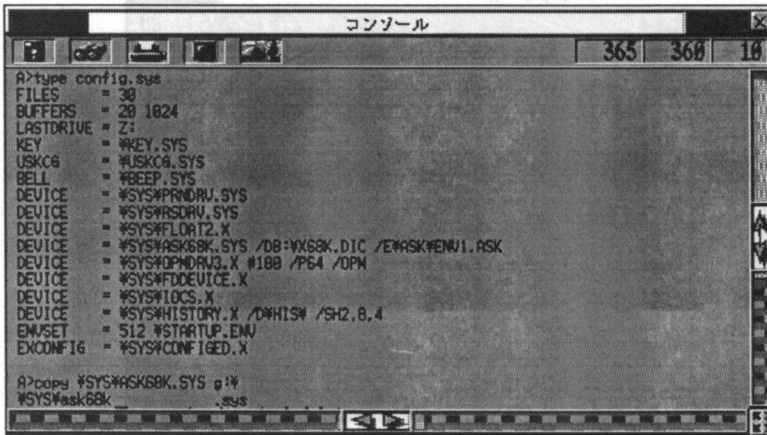 コンソール
365 360 10
A>type config.sys
FILES = 30
BUFFERS = 20 1024
LASTDRIVE = Z:
KEY = ¥KEY.SYS
USKCG = ¥USKCG.SYS
BELL = ¥BEEP.SYS
DEVICE = ¥SYS¥PRNDRV.SYS
DEVICE = ¥SYS¥RSDRV.SYS
DEVICE = ¥SYS¥FLOAT2.X
DEVICE = ¥SYS¥ASK68K.SYS /DB:¥X68K.DIC /E¥ASK¥ENV1.ASK
DEVICE = ¥SYS¥OPMDRV3.X #100 /P64 /OPM
DEVICE = ¥SYS¥FDDEVICE.X
DEVICE = ¥SYS¥IOCS.X
DEVICE = ¥SYS¥HISTORY.X /D¥HIS¥ /SH2,8,4
ENVSET = 512 ¥STARTUP.ENV
EXCONFIG = ¥SYS¥CONFIGED.X
A>copy ¥SYS¥ASK68K.SYS g:¥
¥SYS¥ask68k .sys
1